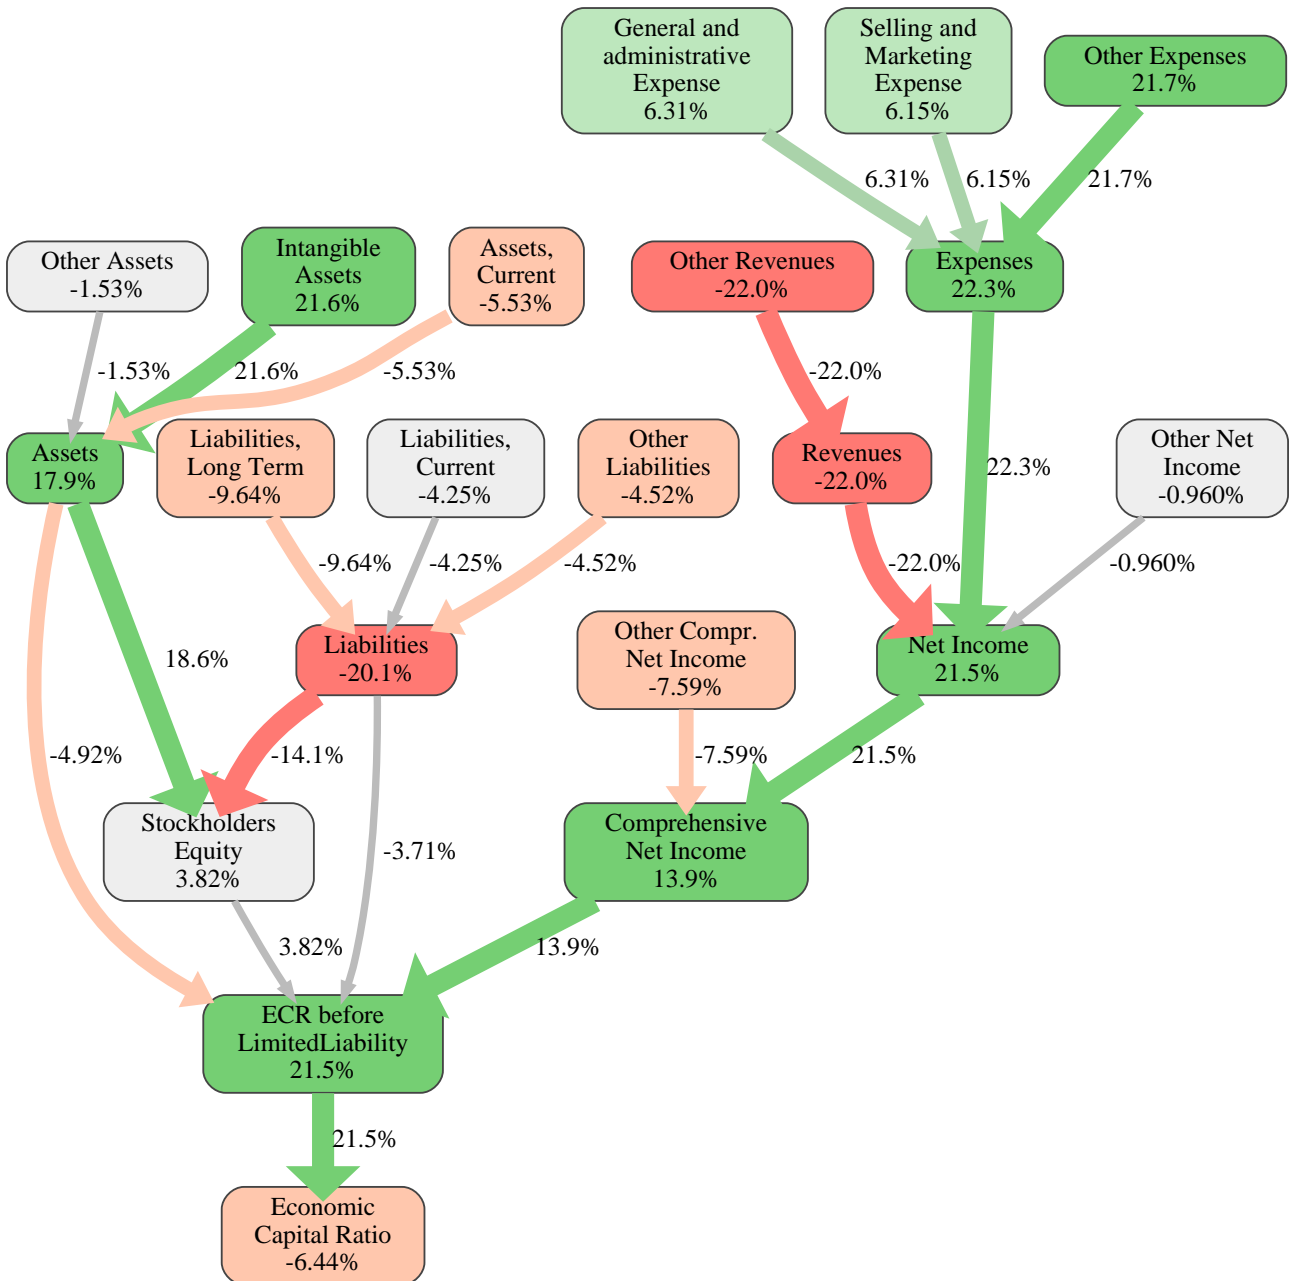 General and
administrative
Expense
6.31%
Selling and
Marketing
Expense
6.15%
Other Expenses
21.7%
6.31%
6.15%
21.7%
Other Assets
-1.53%
Intangible
Assets
21.6%
Assets,
Current
-5.53%
Other Revenues
-22.0%
Expenses
22.3%
-1.53%
21.6%
-5.53%
-22.0%
Assets
17.9%
Liabilities,
Long Term
-9.64%
Liabilities,
Current
-4.25%
Other
Liabilities
-4.52%
Revenues
-22.0%
22.3%
Other Net
Income
-0.960%
-9.64%
-4.25%
-4.52%
-22.0%
-0.960%
18.6%
Liabilities
-20.1%
Other Compr.
Net Income
-7.59%
Net Income
21.5%
-4.92%
-14.1%
-7.59%
21.5%
Stockholders
Equity
3.82%
-3.71%
Comprehensive
Net Income
13.9%
3.82%
13.9%
ECR before
LimitedLiability
21.5%
21.5%
Economic
Capital Ratio
-6.44%